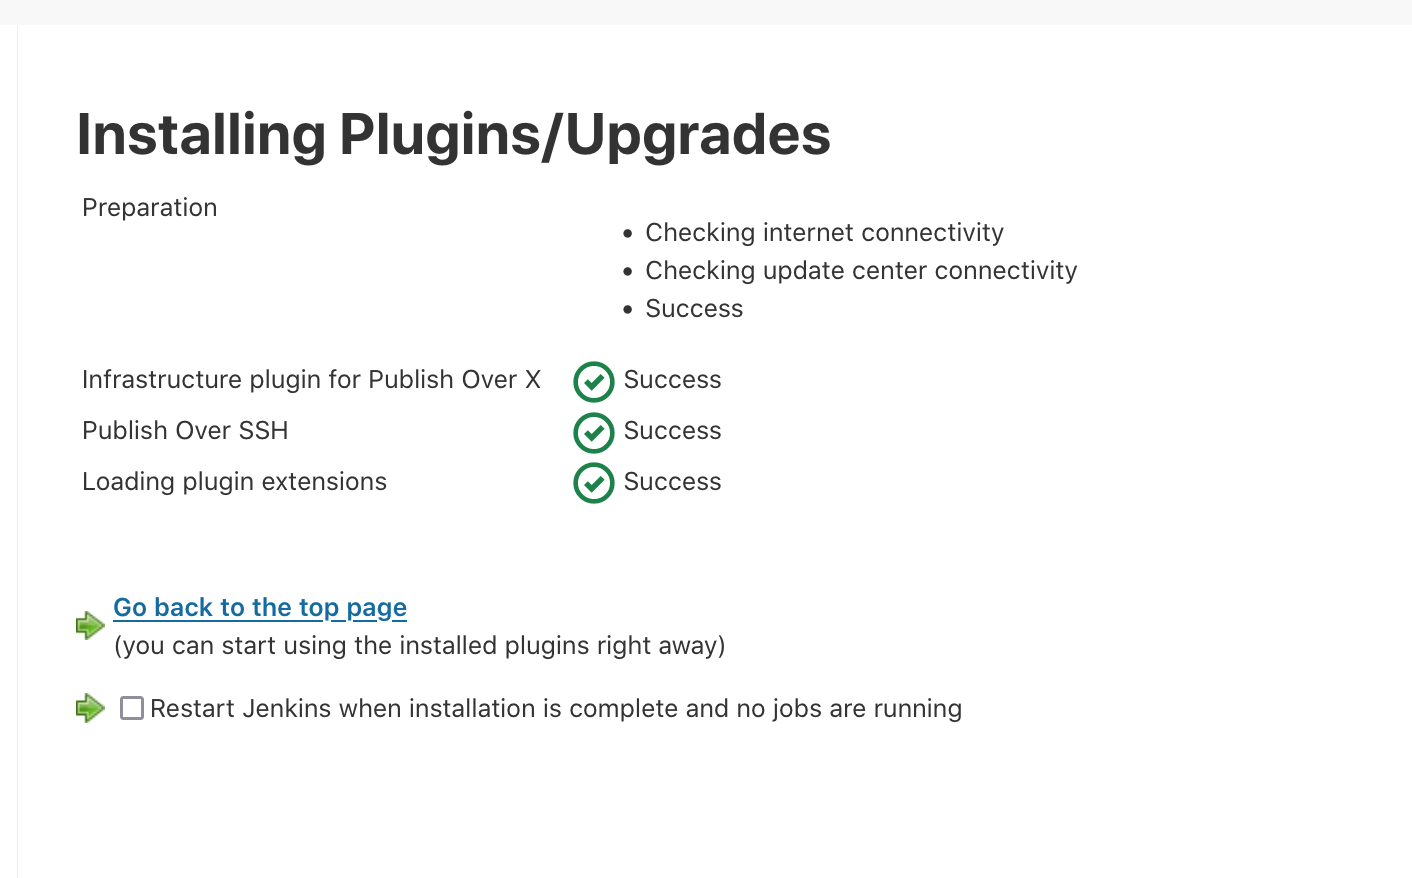 Installing Plugins/Upgrades
Preparation
Checking internet connectivity
Checking update center connectivity
Success
Infrastructure plugin for Publish Over X Success
Publish Over SSH Success
Loading plugin extensions Success
Go back to the top page
(you can start using the installed plugins right away)
Restart Jenkins when installation is complete and no jobs are running